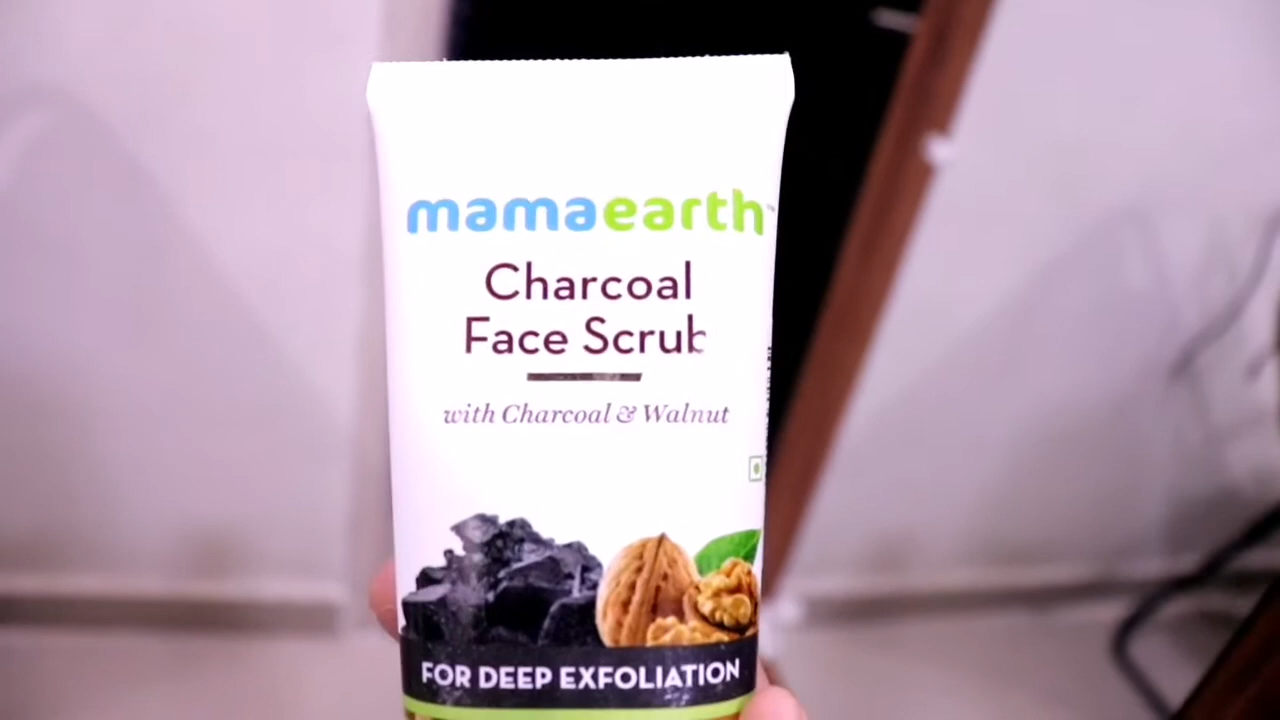 mamaearth
Charcoal
Face Scrub
with Charcoal & Walnut
FOR DEEP EXFOLIATION